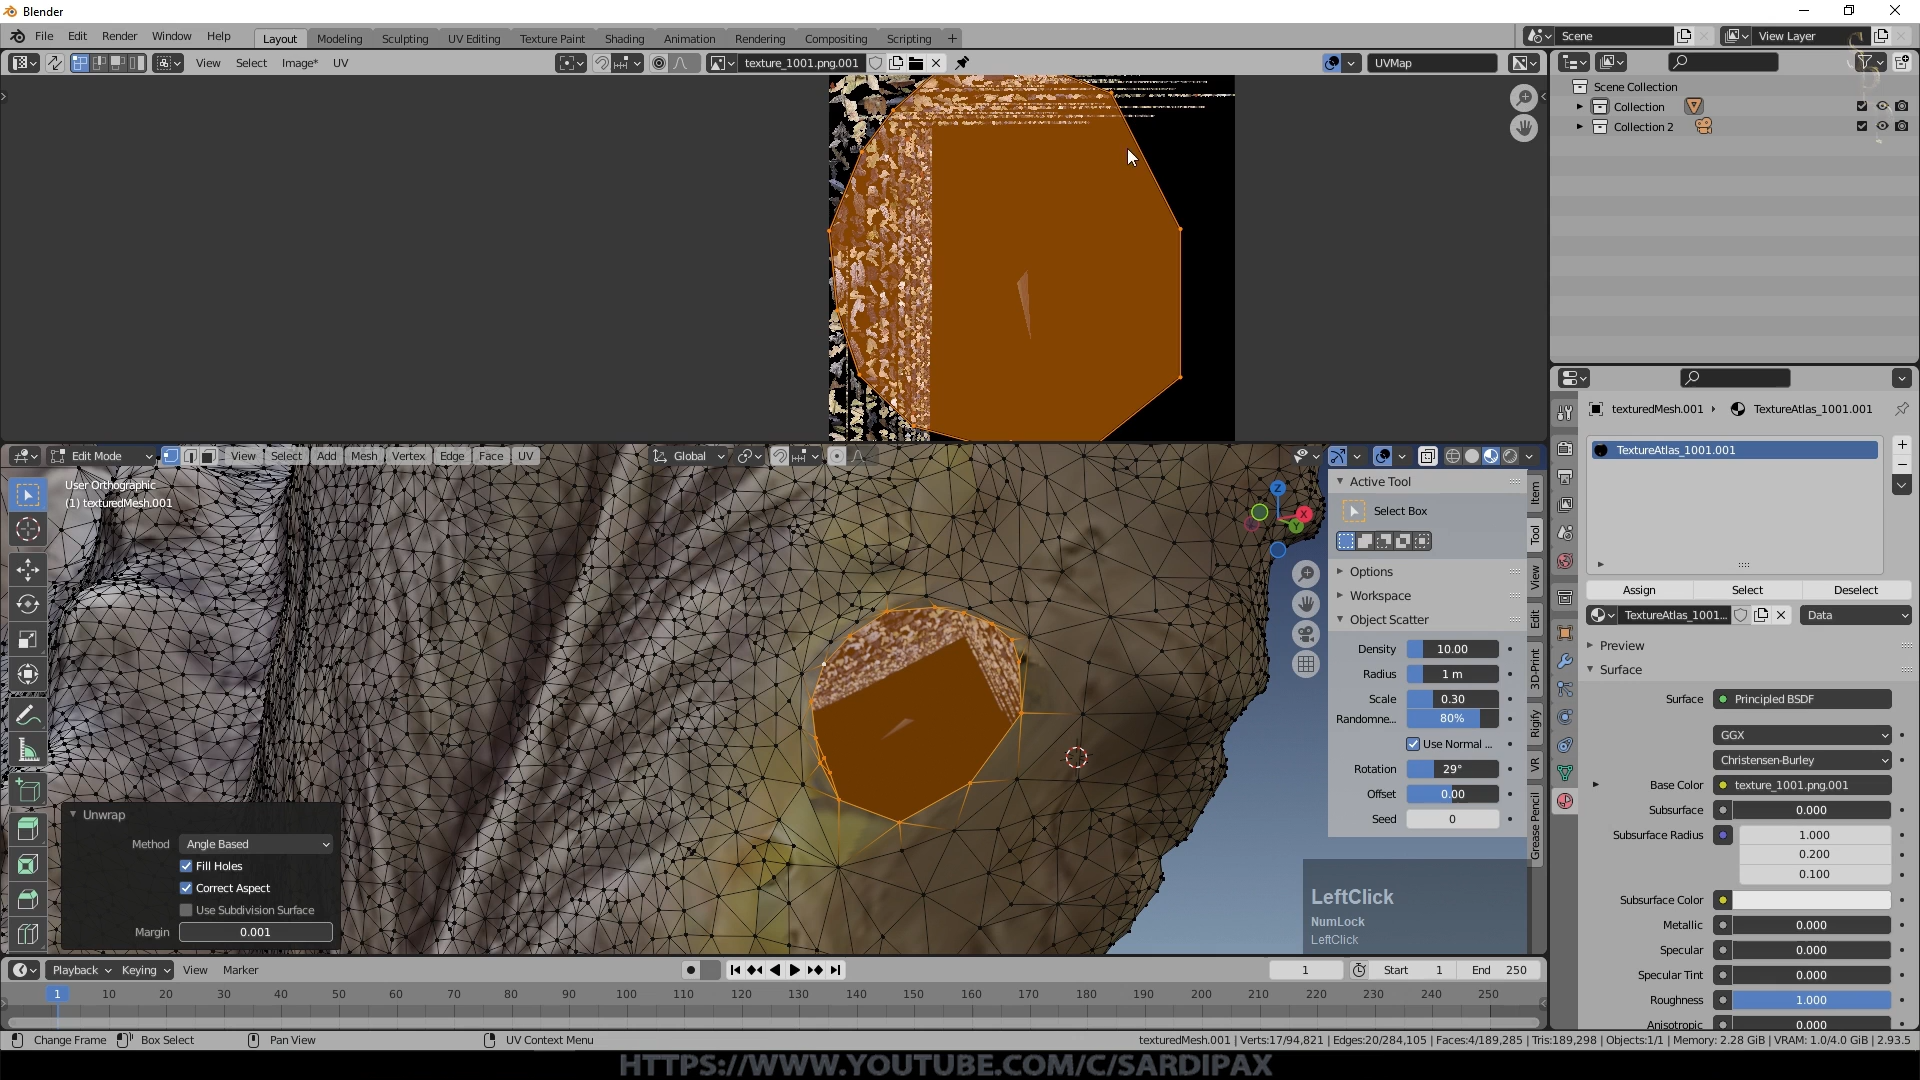 Blender
File Edit Render Window Help Layout Modeling Sculpting UV Editing Texture Paint Shading Animation Rendering Compositing Scripting + Scene View Layer
View Select Image* UV texture_1001.png.001 UVMap
Scene Collection
Collection
Collection 2
texturedMesh.001 TextureAtlas_1001.001
TextureAtlas_1001.001
Assign Select Deselect
TextureAtlas_1001... Data
Preview
Surface
Surface Principled BSDF
GGX
Christensen-Burley
Base Color texture_1001.png.001
Subsurface 0.000
Subsurface Radius 1.000
0.200
0.100
Subsurface Color
Metallic 0.000
Specular 0.000
Specular Tint 0.000
Roughness 1.000
Anisotropic 0.000
Edit Mode View Select Add Mesh Vertex Edge Face UV Global
User Orthographic
(1) texturedMesh.001
Z
X
Y
Active Tool
Select Box
Options
Workspace
Object Scatter
Density 10.00
Radius 1 m
Scale 0.30
Randomne... 80%
Use Normal ...
Rotation 29°
Offset 0.00
Seed 0
Item
Tool
View
Edit
3D-Print
Rigify
VR
Grease Pencil
Unwrap
Method Angle Based
Fill Holes
Correct Aspect
Use Subdivision Surface
Margin 0.001
LeftClick
NumLock
LeftClick
Playback Keying View Marker 1 Start 1 End 250
1 10 20 30 40 50 60 70 80 90 100 110 120 130 140 150 160 170 180 190 200 210 220 230 240 250
Change Frame Box Select Pan View UV Context Menu texturedMesh.001 | Verts:17/94,821 | Edges:20/284,105 | Faces:4/189,285 | Tris:189,298 | Objects:1/1 | Memory: 2.28 GiB | VRAM: 1.0/4.0 GiB | 2.93.5
HTTPS://WWW.YOUTUBE.COM/C/SARDIPAX